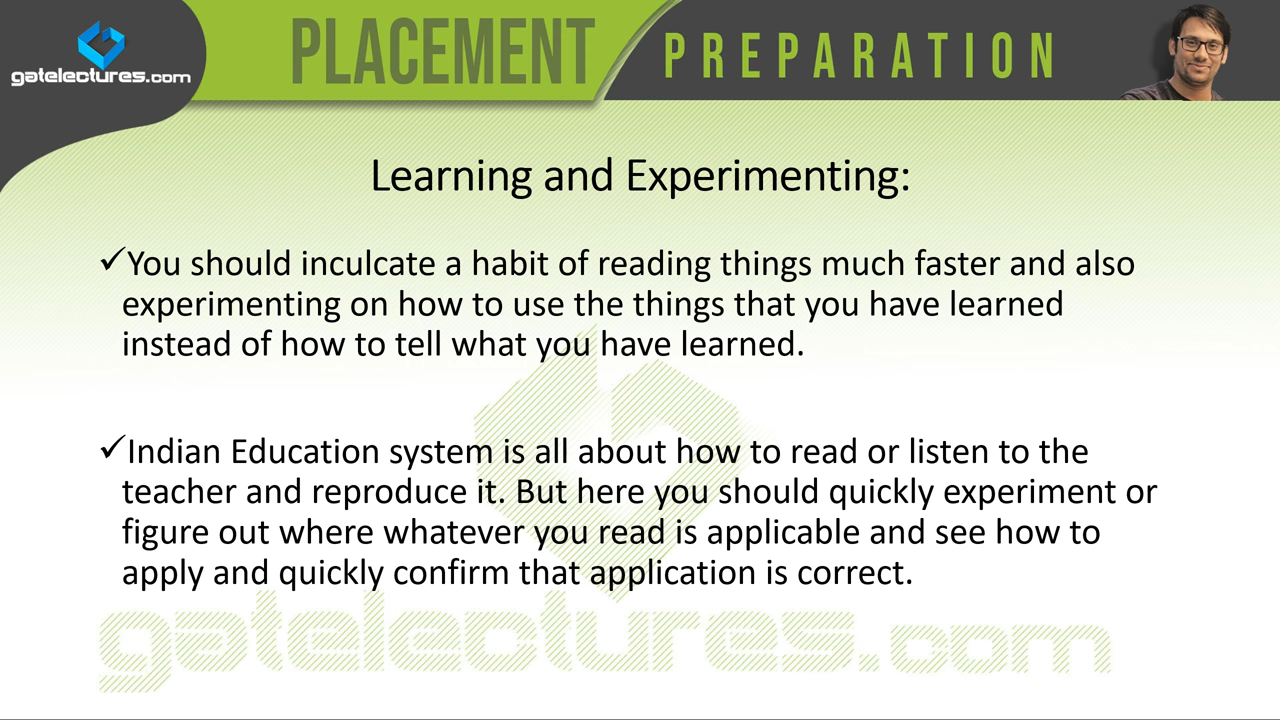 gatelectures.com
PLACEMENT PREPARATION
Learning and Experimenting:
✓You should inculcate a habit of reading things much faster and also
experimenting on how to use the things that you have learned
instead of how to tell what you have learned.
✓Indian Education system is all about how to read or listen to the
teacher and reproduce it. But here you should quickly experiment or
figure out where whatever you read is applicable and see how to
apply and quickly confirm that application is correct.
gatelectures.com